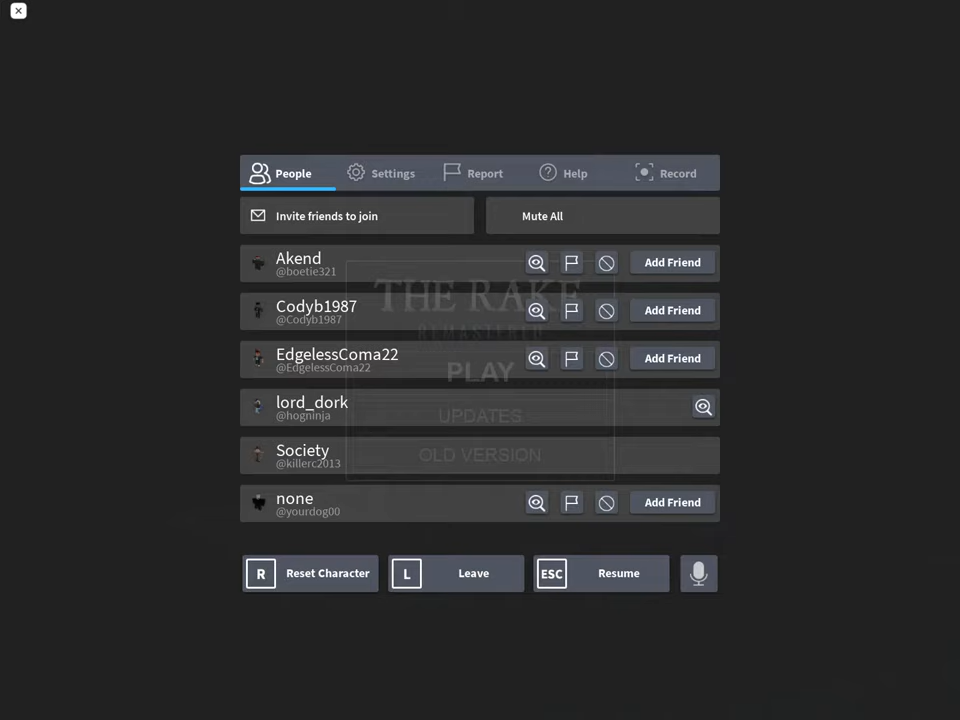 People Settings Report Help Record
Invite friends to join Mute All
Akend
@boetie321
Add Friend
THE RAKE
Codyb1987
@Codyb1987
Add Friend
REMASTERED
EdgelessComa22
@EdgelessComa22
Add Friend
PLAY
lord_dork
@hogninja
UPDATES
Society
@killerc2013
OLD VERSION
none
@yourdog00
Add Friend
R Reset Character L Leave ESC Resume